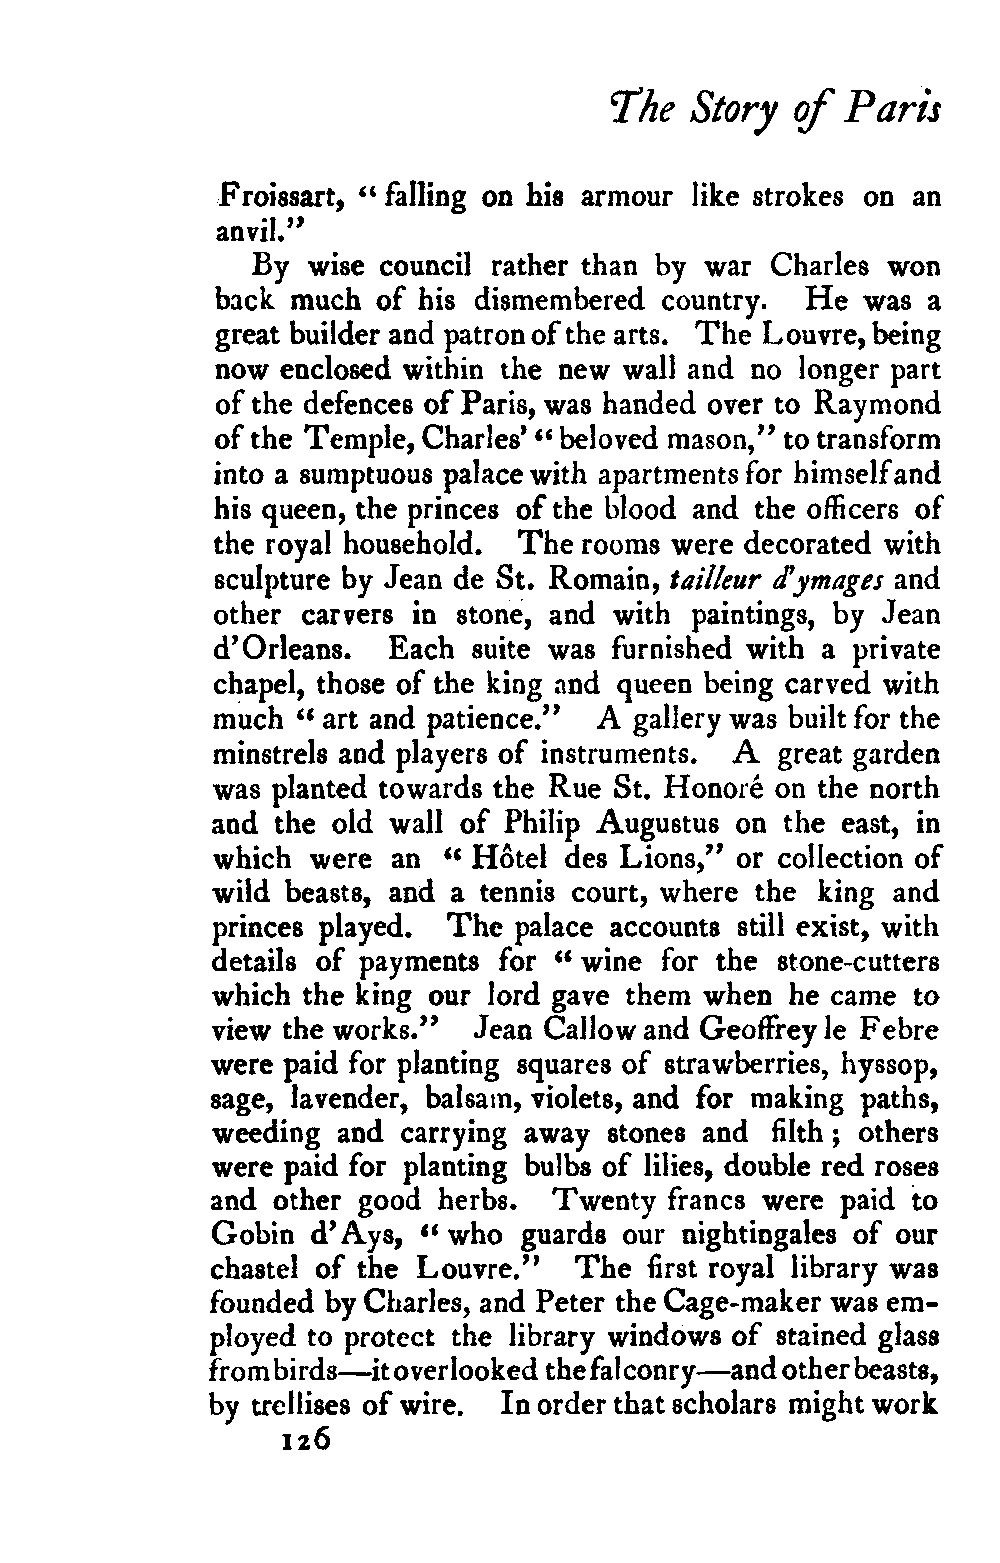 The Story of Paris
Froissart, “ falling on his armour like strokes on an
anvil.”
By wise council rather than by war Charles won
back much of his dismembered country. He was a
great builder and patron of the arts. The Louvre, being
now enclosed within the new wall and no longer part
of the defences of Paris, was handed over to Raymond
of the Temple, Charles’ “ beloved mason,” to transform
into a sumptuous palace with apartments for himself and
his queen, the princes of the blood and the officers of
the royal household. The rooms were decorated with
sculpture by Jean de St. Romain, tailleur d’ymages and
other carvers in stone, and with paintings, by Jean
d’Orleans. Each suite was furnished with a private
chapel, those of the king and queen being carved with
much “ art and patience.” A gallery was built for the
minstrels and players of instruments. A great garden
was planted towards the Rue St. Honoré on the north
and the old wall of Philip Augustus on the east, in
which were an “ Hôtel des Lions,” or collection of
wild beasts, and a tennis court, where the king and
princes played. The palace accounts still exist, with
details of payments for “ wine for the stone-cutters
which the king our lord gave them when he came to
view the works.” Jean Callow and Geoffrey le Febre
were paid for planting squares of strawberries, hyssop,
sage, lavender, balsam, violets, and for making paths,
weeding and carrying away stones and filth ; others
were paid for planting bulbs of lilies, double red roses
and other good herbs. Twenty francs were paid to
Gobin d’Ays, “ who guards our nightingales of our
chastel of the Louvre.” The first royal library was
founded by Charles, and Peter the Cage-maker was em-
ployed to protect the library windows of stained glass
from birds—it overlooked the falconry—and other beasts,
by trellises of wire. In order that scholars might work
126